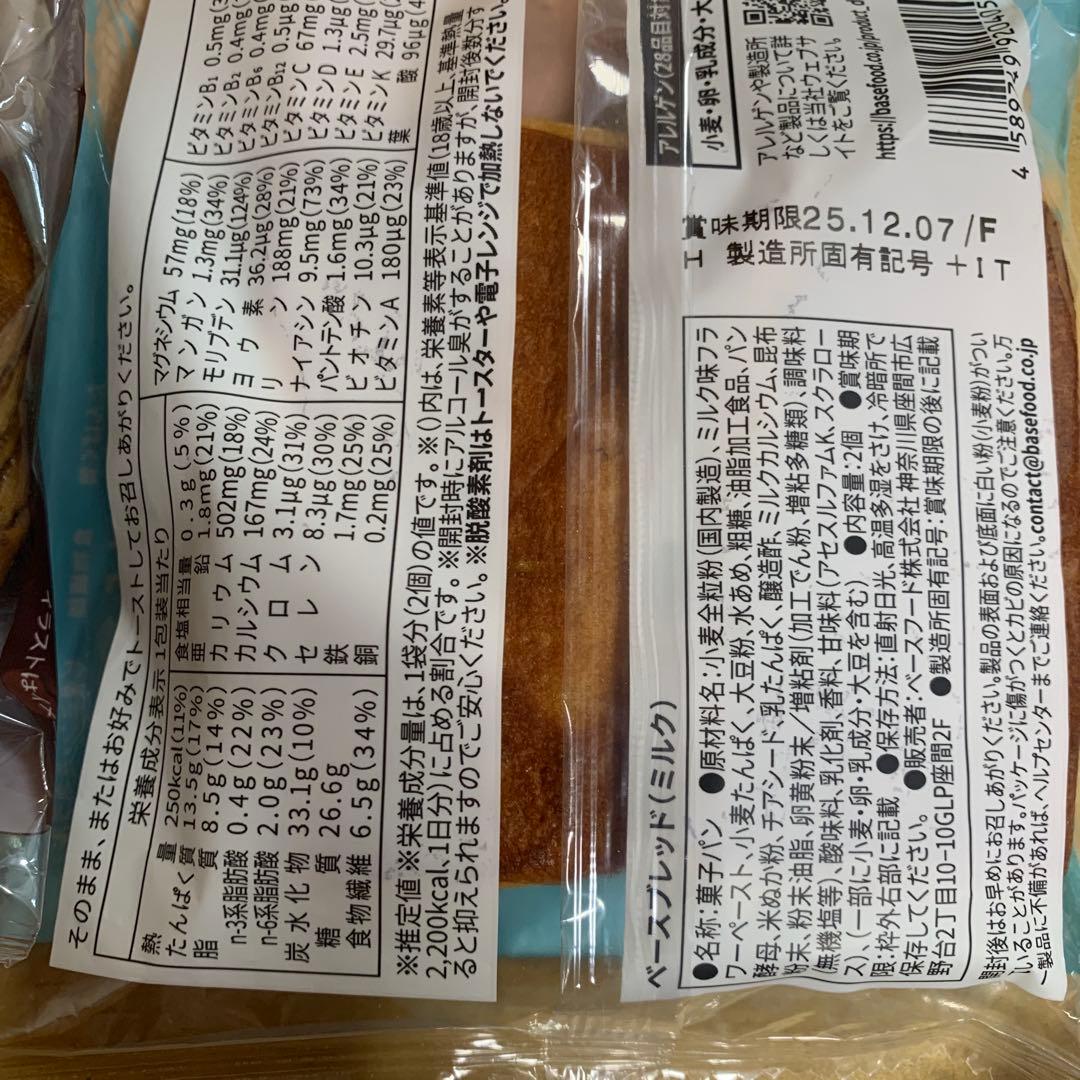 そのまま、またはお好みでトーストしてお召しあがりください。
栄養成分表示 1包装当たり
熱量 250kcal(11%)
たんぱく質 13.5g(17%)
脂質 8.5g(14%)
n-3系脂肪酸 0.4g(22%)
n-6系脂肪酸 2.0g(23%)
炭水化物 33.1g(10%)
糖質 26.6g
食物繊維 6.5g(34%)
食塩相当量 0.3g(5%)
亜鉛 1.8mg(21%)
カリウム 502mg(18%)
カルシウム 167mg(24%)
クロム 3.1μg(31%)
セレン 8.3μg(30%)
鉄 1.7mg(25%)
銅 0.2mg(25%)
マグネシウム 57mg(18%)
マンガン 1.3mg(34%)
モリブデン 31.1μg(124%)
ヨウ素 36.2μg(28%)
リン 188mg(21%)
ナイアシン 9.5mg(73%)
パントテン酸 1.6mg(34%)
ビオチン 10.3μg(21%)
ビタミンA 180μg(23%)
ビタミンB1 0.5mg
ビタミンB2 0.4mg
ビタミンB6 0.4mg
ビタミンB12 0.5μg
ビタミンC 67mg
ビタミンD 1.3μg
ビタミンE 2.5mg
ビタミンK 29.7μg
葉酸 96μg
※推定値 ※栄養成分量は、1袋分(2個)の値です。※()内は、栄養素等表示基準値(18歳以上、基準熱量
2,200kcal、1日分)に占める割合です。※開封時にアルコール臭がすることがありますが、開封後数分す
ると抑えられますのでご安心ください。※脱酸素剤はトースターや電子レンジで加熱しないでください。
ベースブレッド(ミルク)
●名称:菓子パン ●原材料名:小麦全粒粉(国内製造)、ミルク味フラ
ワーペースト、小麦たんぱく、大豆粉、水あめ、粗糖、油脂加工食品、パン
酵母、米ぬか粉、チアシード、乳たんぱく、醸造酢、ミルクカルシウム、昆布
粉末、粉末油脂、卵黄粉末/増粘剤(加工でん粉、増粘多糖類)、調味料
(無機塩等)、酸味料、乳化剤、香料、甘味料(アセスルファムK、スクラロー
ス)、(一部に小麦・卵・乳成分・大豆を含む) ●内容量:2個 ●賞味期
限:枠外右部に記載 ●保存方法:直射日光、高温多湿をさけ、冷暗所で
保存してください。 ●販売者:ベースフード株式会社 神奈川県座間市広
野台2丁目10-10GLP座間2F ●製造所固有記号:賞味期限の後に記載
開封後はお早めにお召しあがりください。製品の表面および底面に白い粉(小麦粉)がつい
ていることがあります。パッケージに傷がつくとカビの原因になるのでご注意ください。万
一製品に不備があれば、ヘルプセンターまでご連絡ください。contact@basefood.co.jp
賞味期限25.12.07/F
製造所固有記号 +IT
アレルゲン(28品目対
小麦・卵・乳成分・大
アレルゲンや製造所
など製品について詳
しくは当社ウェブサ
イトをご覧ください。
https://basefood.co.jp/product_d
4 589749 9920405